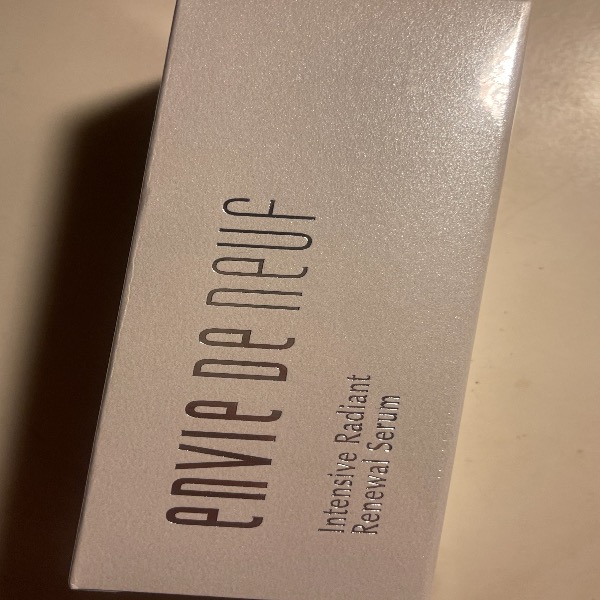 envie de neuf
Intensive Radiant
Renewal Serum